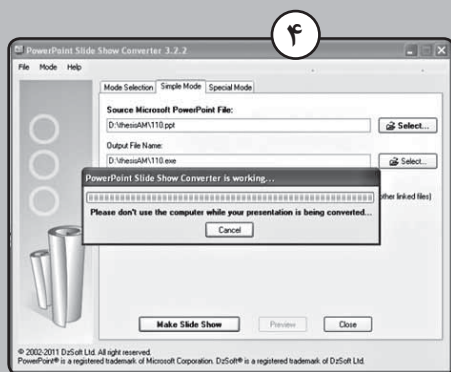 ۴
PowerPoint Slide Show Converter 3.2.2
File Mode Help
Mode Selection Simple Mode Special Mode
Source Microsoft PowerPoint File:
D:\thesisAM\110.ppt Select...
Output File Name:
D:\thesisAM\110.exe Select...
PowerPoint Slide Show Converter is working...
other linked files)
Please don't use the computer while your presentation is being converted...
Cancel
Make Slide Show Preview Close
© 2002-2011 DzSoft Ltd. All right reserved.
PowerPoint® is a registered trademark of Microsoft Corporation. DzSoft® is a registered trademark of DzSoft Ltd.